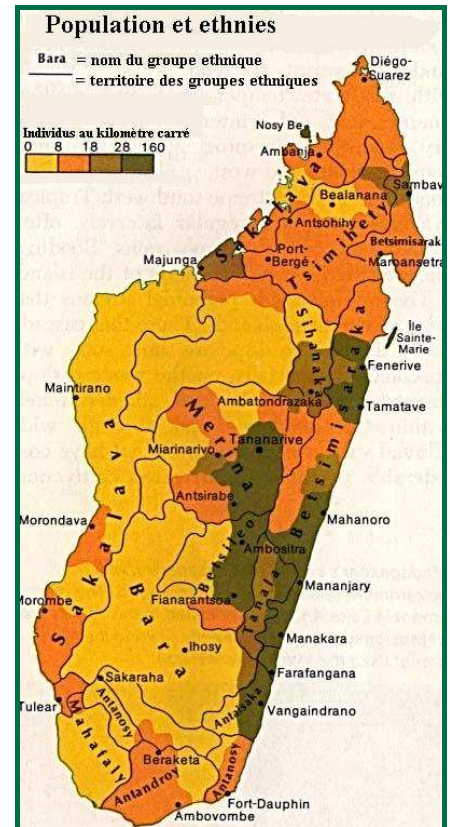 Population et ethnies
Bara = nom du groupe ethnique
= territoire des groupes ethniques
Individus au kilomètre carré
0 8 18 28 160
Diégo-
Suarez
Nosy Be
Ambanja
Sambav
Bealanana
Antsohihy
Sakalava
Tsimihety
Betsimisarak
Port-
Bergé
Maroansetra
Majunga
Sihanaka
Île
Sainte-
Marie
Fenerive
Maintirano
Ambatondrazaka
Tamatave
Merina
Betsimisaraka
Miarinarivo
Tananarive
Antsirabe
Mahanoro
Morondava
Sakalava
Betsileo
Ambositra
Bara
Tanala
Mananjary
Morombe
Fianarantsoa
Manakara
Ihosy
Sakaraha
Farafangana
Tulear
Antanosy
Antaisaka
Vangaindrano
Mahafaly
Beraketa
Antandroy
Antanosy
Fort-Dauphin
Ambovombe